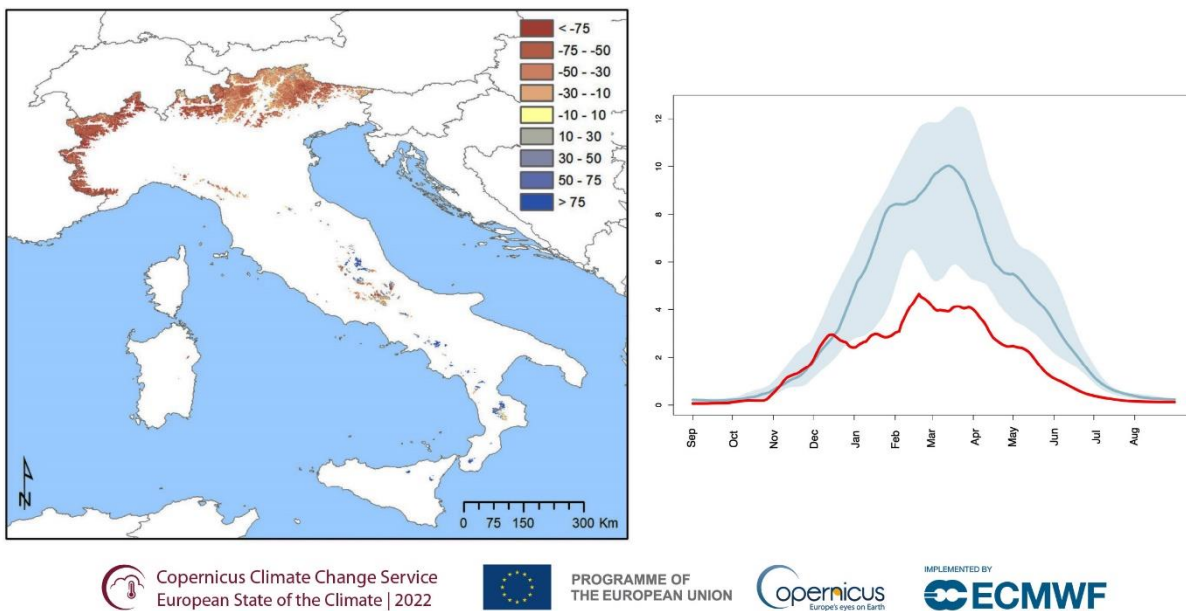 < -75
-75 - -50
-50 - -30
-30 - -10
-10 - 10
10 - 30
30 - 50
50 - 75
> 75
N
0 75 150 300 Km
12
10
8
6
4
2
0
Sep Oct Nov Dec Jan Feb Mar Apr May Jun Jul Aug
Copernicus Climate Change Service
European State of the Climate | 2022
PROGRAMME OF
THE EUROPEAN UNION
opernicus
Europe's eyes on Earth
IMPLEMENTED BY
ECMWF